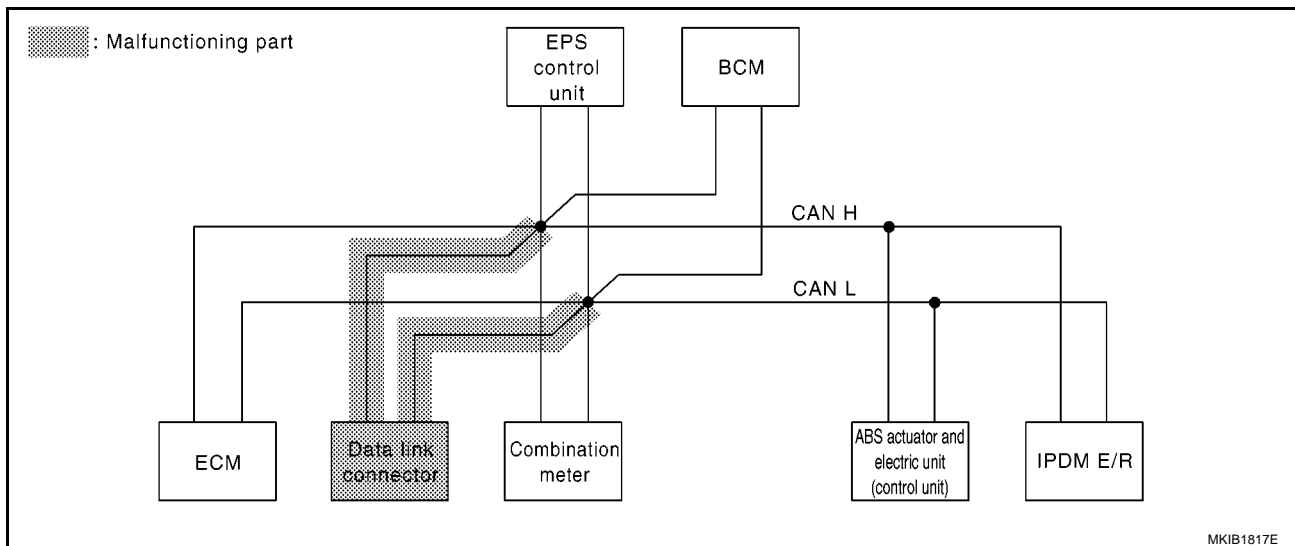 : Malfunctioning part
EPS
control
unit
BCM
CAN H
CAN L
ECM
Data link
connector
Combination
meter
ABS actuator and
electric unit
(control unit)
IPDM E/R
MKIB1817E